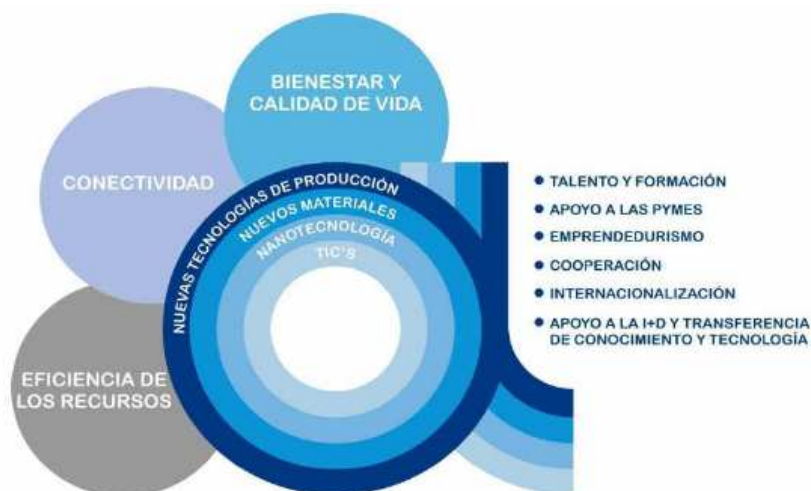 BIENESTAR Y
CALIDAD DE VIDA
CONECTIVIDAD
EFICIENCIA DE
LOS RECURSOS
NUEVAS TECNOLOGÍAS DE PRODUCCIÓN
NUEVOS MATERIALES
NANOTECNOLOGÍA
TIC'S
TALENTO Y FORMACIÓN
APOYO A LAS PYMES
EMPRENDEDURISMO
COOPERACIÓN
INTERNACIONALIZACIÓN
APOYO A LA I+D Y TRANSFERENCIA
DE CONOCIMIENTO Y TECNOLOGÍA